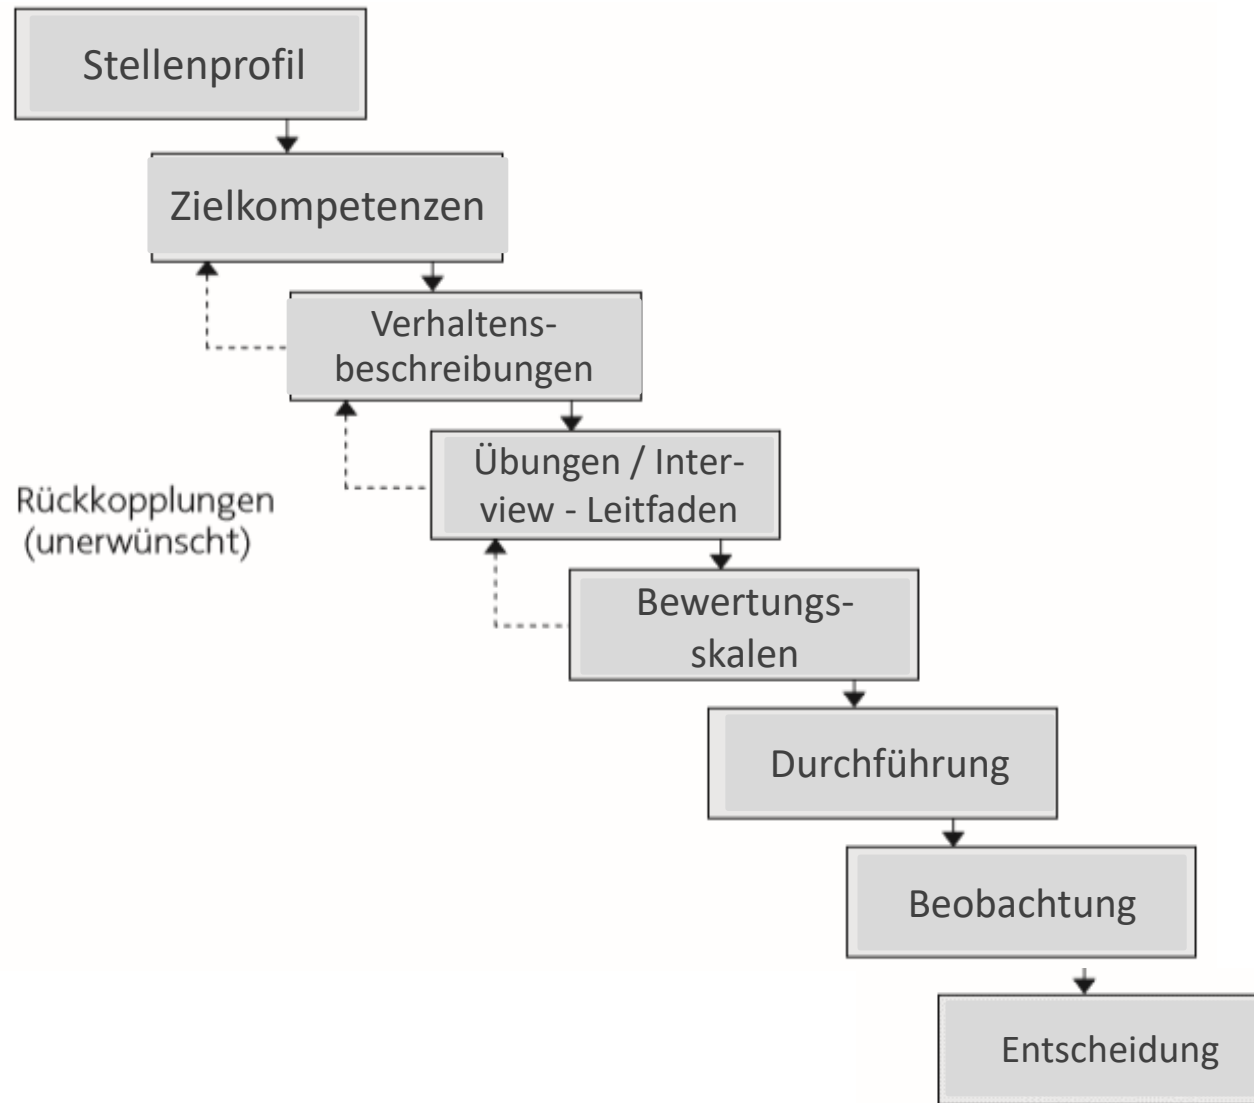 Stellenprofil
Zielkompetenzen
Verhaltens-
beschreibungen
Übungen / Inter-
view - Leitfaden
Rückkopplungen
(unerwünscht)
Bewertungs-
skalen
Durchführung
Beobachtung
Entscheidung